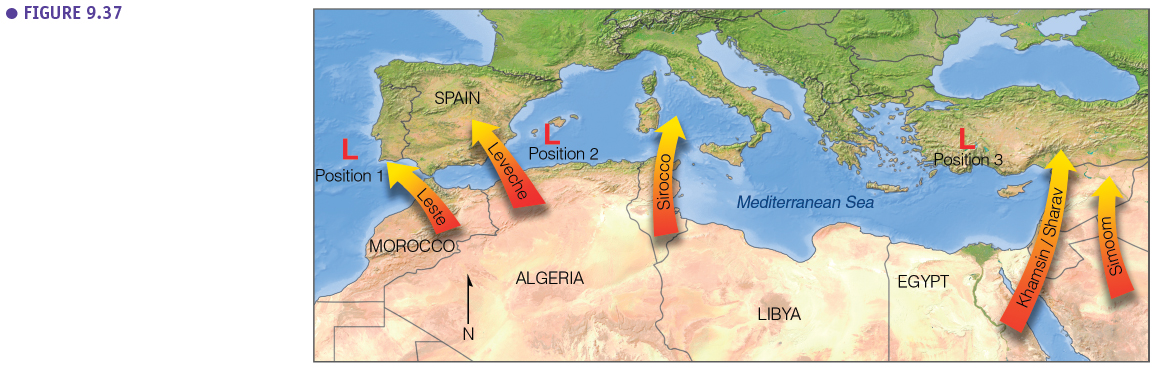 ● FIGURE 9.37
SPAIN
L
Position 1
L
Position 2
L
Position 3
Leste
Leveche
Sirocco
Khamsin / Sharav
Simoom
Mediterranean Sea
MOROCCO
ALGERIA
LIBYA
EGYPT
N